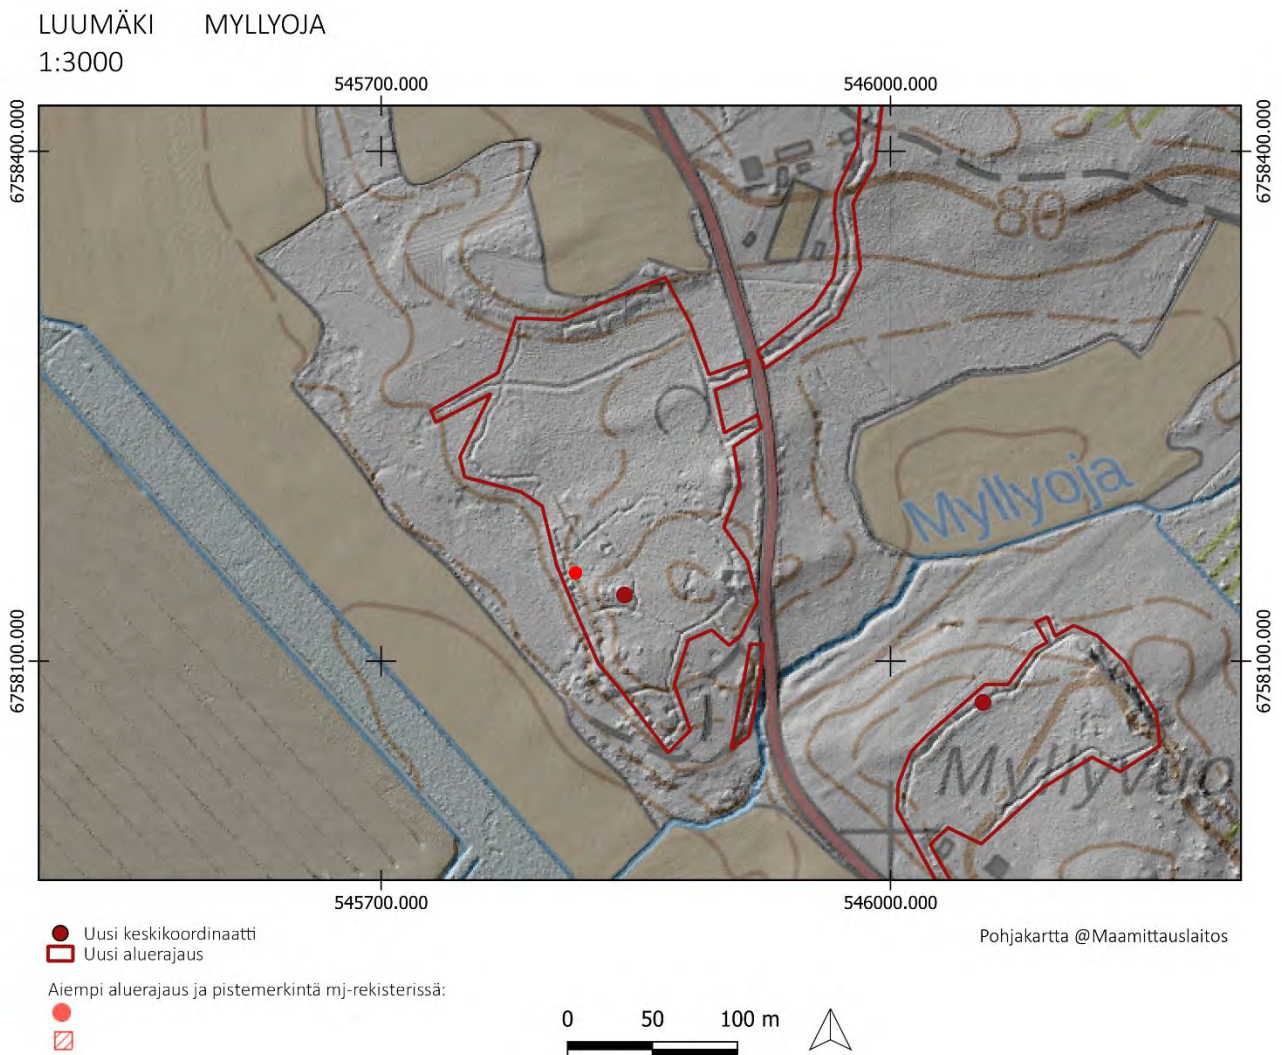 LUUMÄKI MYLLYOJA
1:3000
545700.000 546000.000
6758400.000 6758400.000
80
Myllyoja
6758100.000 6758100.000
Myllyvuo
545700.000 546000.000
Uusi keskikoordinaatti
Uusi aluerajaus
Pohjakartta @Maamittauslaitos
Aiempi aluerajaus ja pistemerkintä mj-rekisterissä:
0 50 100 m